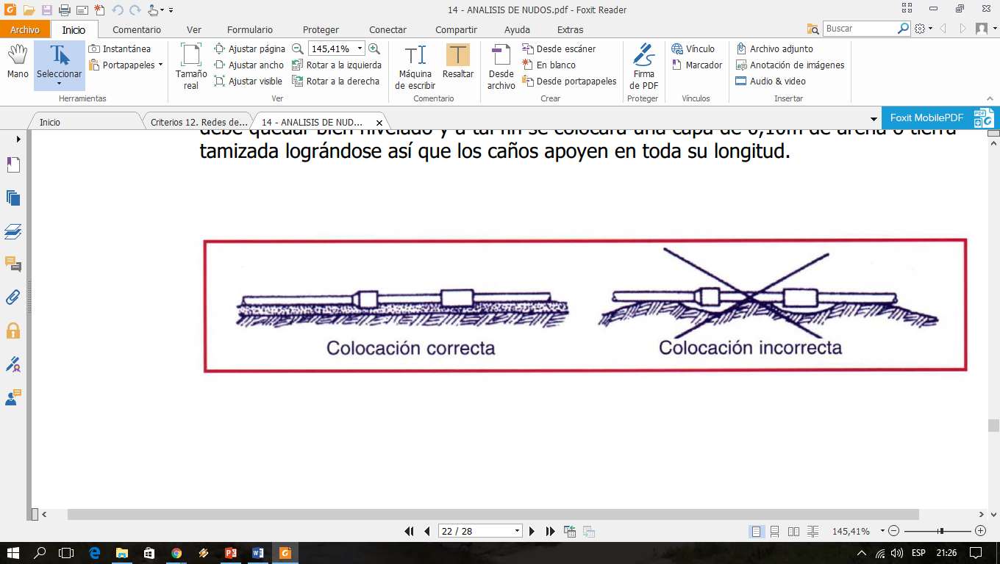 14 - ANALISIS DE NUDOS.pdf - Foxit Reader
Archivo Inicio Comentario Ver Formulario Proteger Conectar Compartir Ayuda Extras Buscar
Mano
Seleccionar
Instantánea
Portapapeles
Herramientas
Tamaño
real
Ajustar página
Ajustar ancho
Ajustar visible
145,41%
Rotar a la izquierda
Rotar a la derecha
Ver
Máquina
de escribir
Resaltar
Comentario
Desde
archivo
Desde escáner
En blanco
Desde portapapeles
Crear
Firma
de PDF
Proteger
Vínculo
Marcador
Vínculos
Archivo adjunto
Anotación de imágenes
Audio & video
Insertar
Inicio
Criterios 12. Redes de...
14 - ANALISIS DE NUD...
Foxit MobilePDF
PDF
debe quedar bien nivelado y a tal fin se colocará una capa de 0,10m de arena o tierra
tamizada lográndose así que los caños apoyen en toda su longitud.
Colocación correcta
Colocación incorrecta
22 / 28
145,41%
ESP 21:26